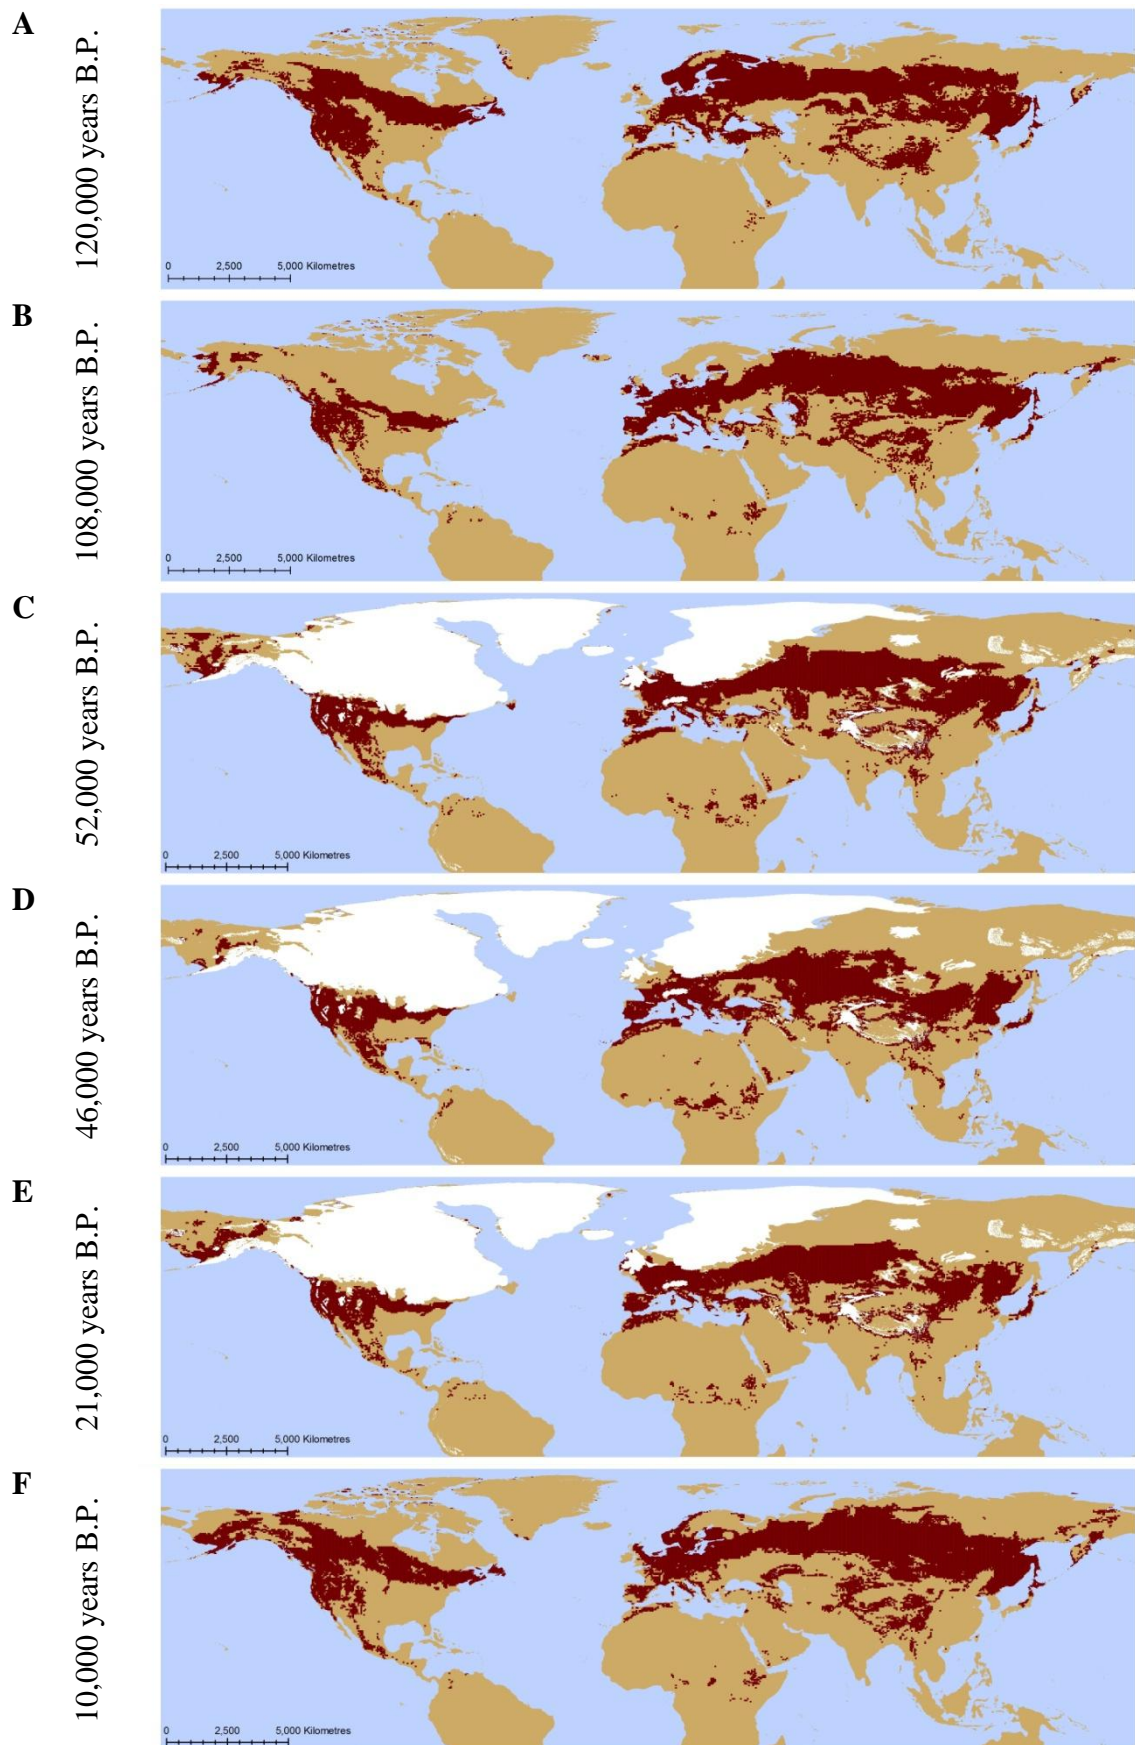 A
120,000 years B.P.
0 2,500 5,000 Kilometres
B
108,000 years B.P.
0 2,500 5,000 Kilometres
C
52,000 years B.P.
0 2,500 5,000 Kilometres
D
46,000 years B.P.
0 2,500 5,000 Kilometres
E
21,000 years B.P.
0 2,500 5,000 Kilometres
F
10,000 years B.P.
0 2,500 5,000 Kilometres